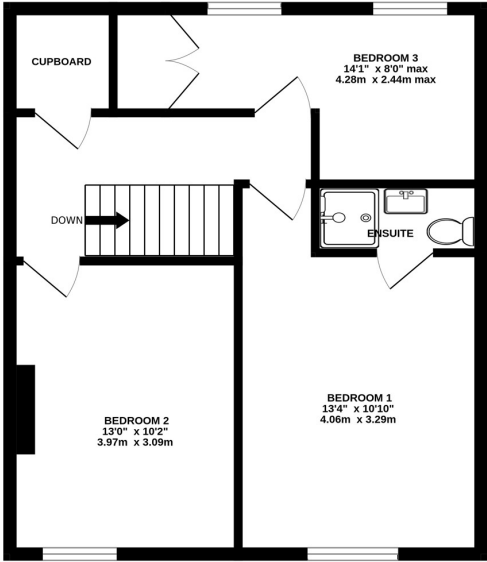 CUPBOARD
BEDROOM 3
14'1" x 8'0" max
4.28m x 2.44m max
DOWN
ENSUITE
BEDROOM 2
13'0" x 10'2"
3.97m x 3.09m
BEDROOM 1
13'4" x 10'10"
4.06m x 3.29m